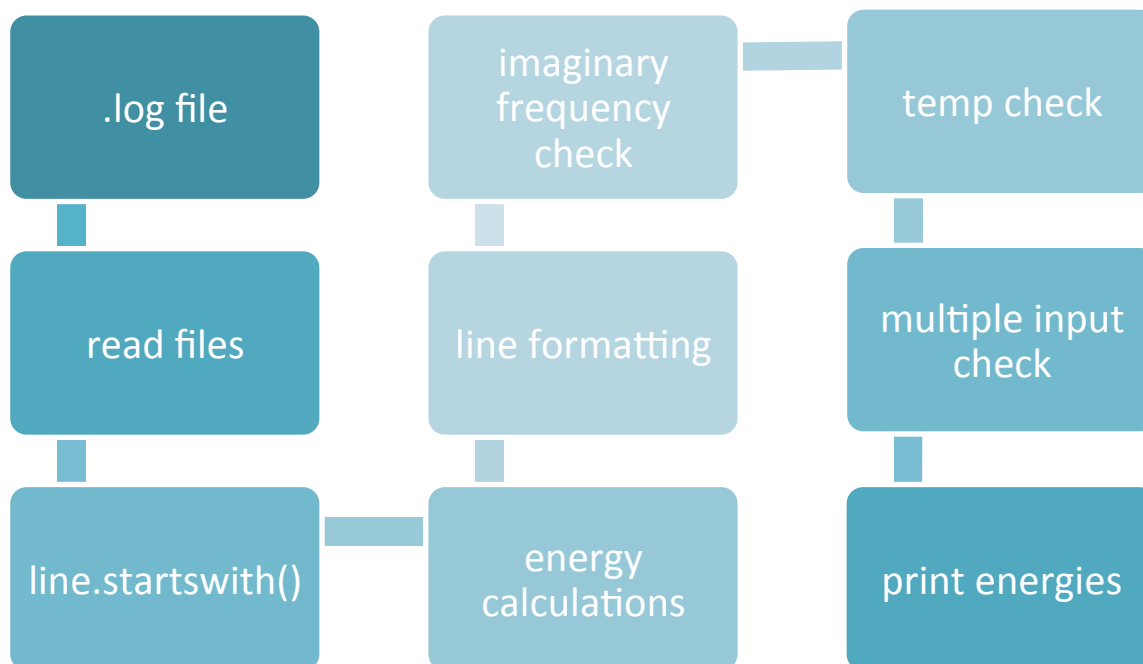 .log file
read files
line.startswith()
energy
calculations
line formatting
imaginary
frequency
check
temp check
multiple input
check
print energies